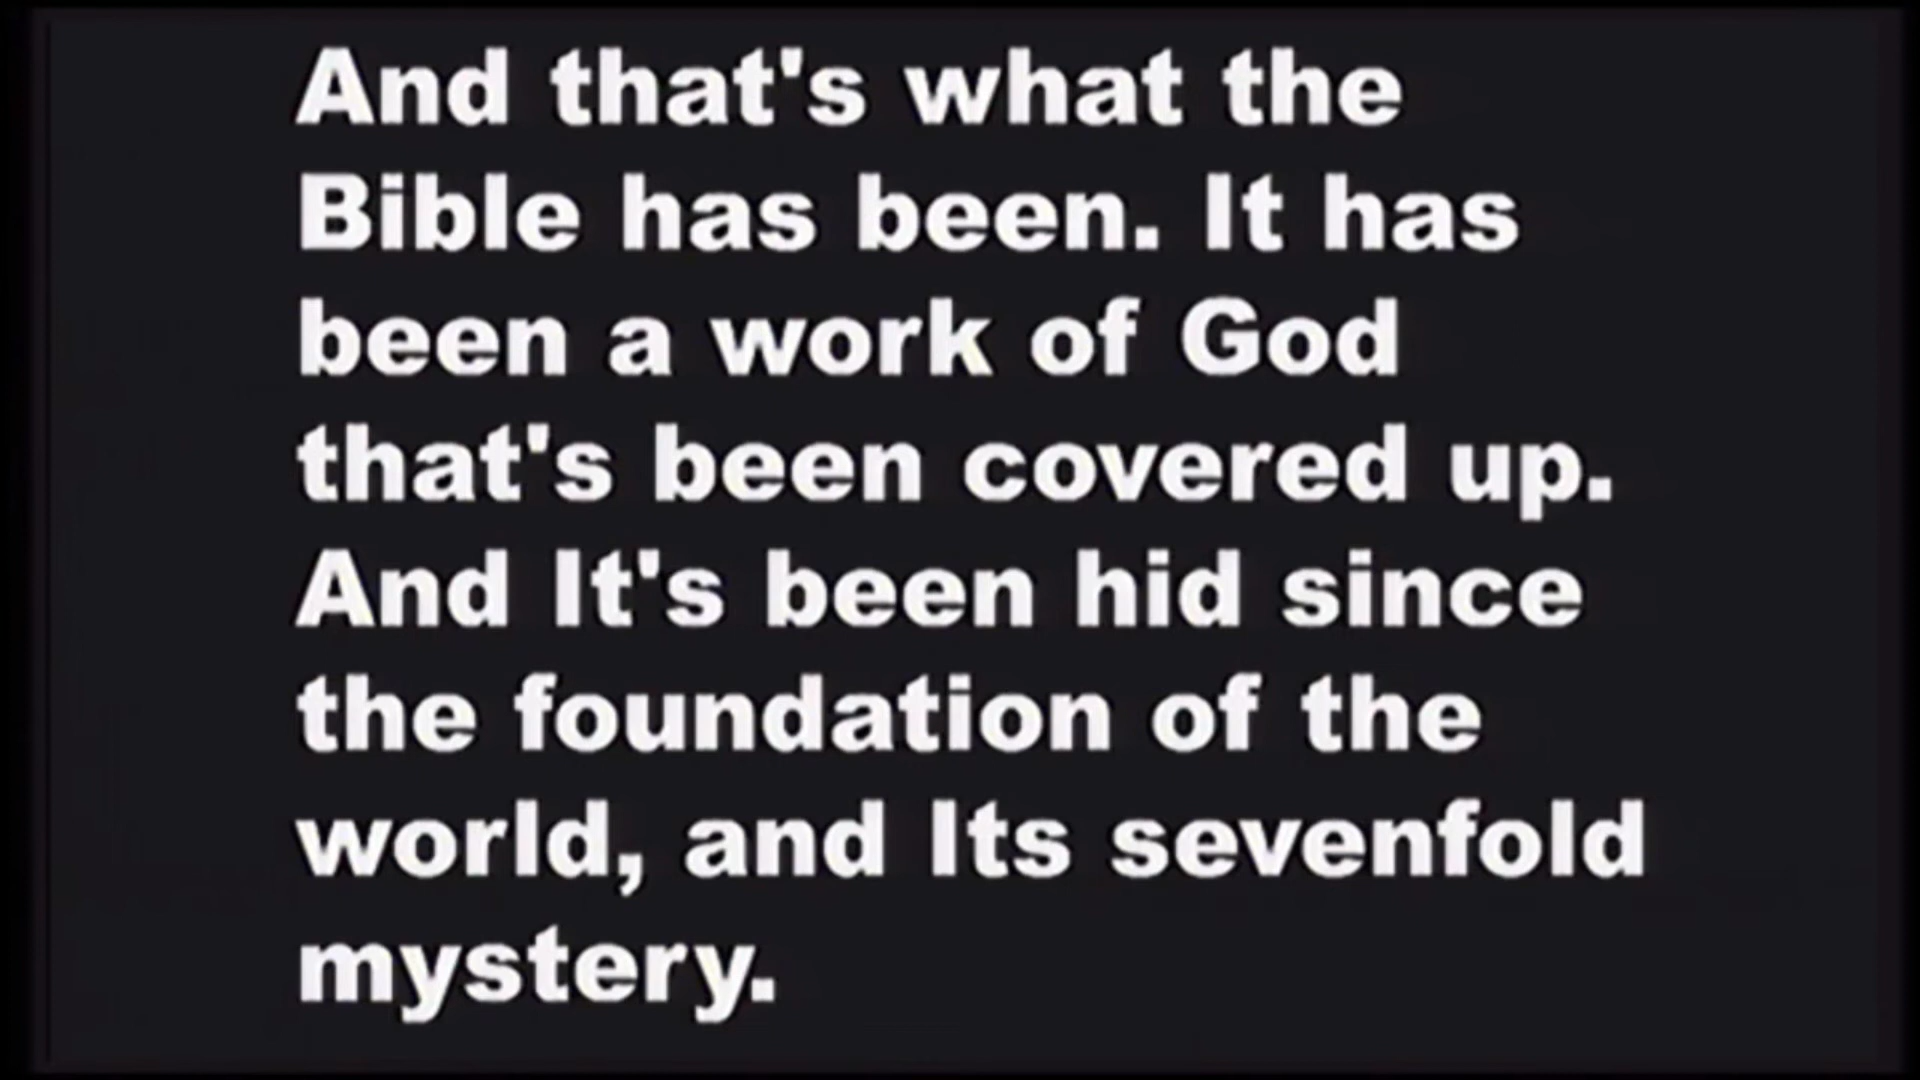 And that's what the
Bible has been. It has
been a work of God
that's been covered up.
And It's been hid since
the foundation of the
world, and Its sevenfold
mystery.